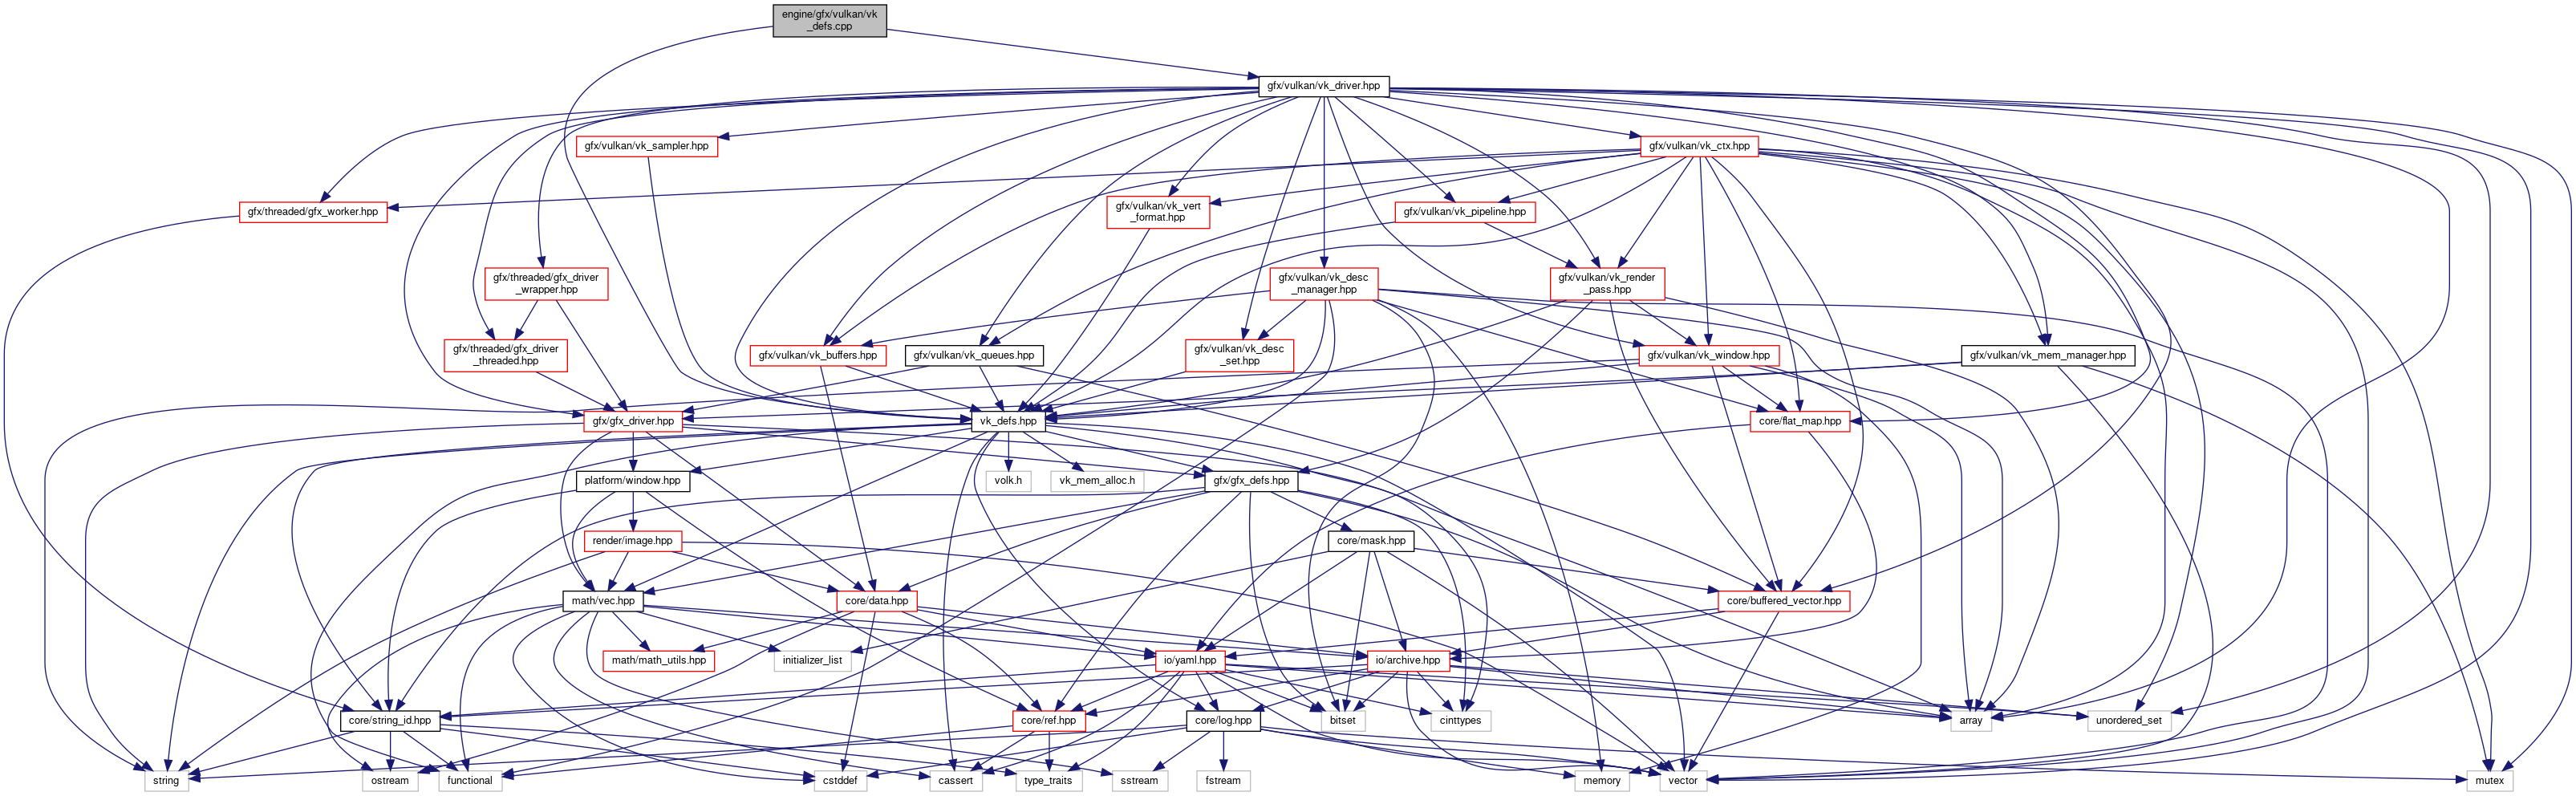 engine/gfx/vulkan/vk
_defs.cpp
gfx/vulkan/vk_driver.hpp
gfx/vulkan/vk_sampler.hpp
gfx/vulkan/vk_ctx.hpp
gfx/threaded/gfx_worker.hpp
gfx/vulkan/vk_vert
_format.hpp
gfx/vulkan/vk_pipeline.hpp
gfx/threaded/gfx_driver
_wrapper.hpp
gfx/vulkan/vk_desc
_manager.hpp
gfx/vulkan/vk_render
_pass.hpp
gfx/threaded/gfx_driver
_threaded.hpp
gfx/vulkan/vk_buffers.hpp
gfx/vulkan/vk_queues.hpp
gfx/vulkan/vk_desc
_set.hpp
gfx/vulkan/vk_window.hpp
gfx/vulkan/vk_mem_manager.hpp
gfx/gfx_driver.hpp
vk_defs.hpp
core/flat_map.hpp
platform/window.hpp
volk.h
vk_mem_alloc.h
gfx/gfx_defs.hpp
render/image.hpp
core/mask.hpp
math/vec.hpp
core/data.hpp
core/buffered_vector.hpp
math/math_utils.hpp
initializer_list
io/yaml.hpp
io/archive.hpp
core/string_id.hpp
core/ref.hpp
core/log.hpp
bitset
cinttypes
array
unordered_set
string
ostream
functional
cstddef
cassert
type_traits
sstream
fstream
memory
vector
mutex